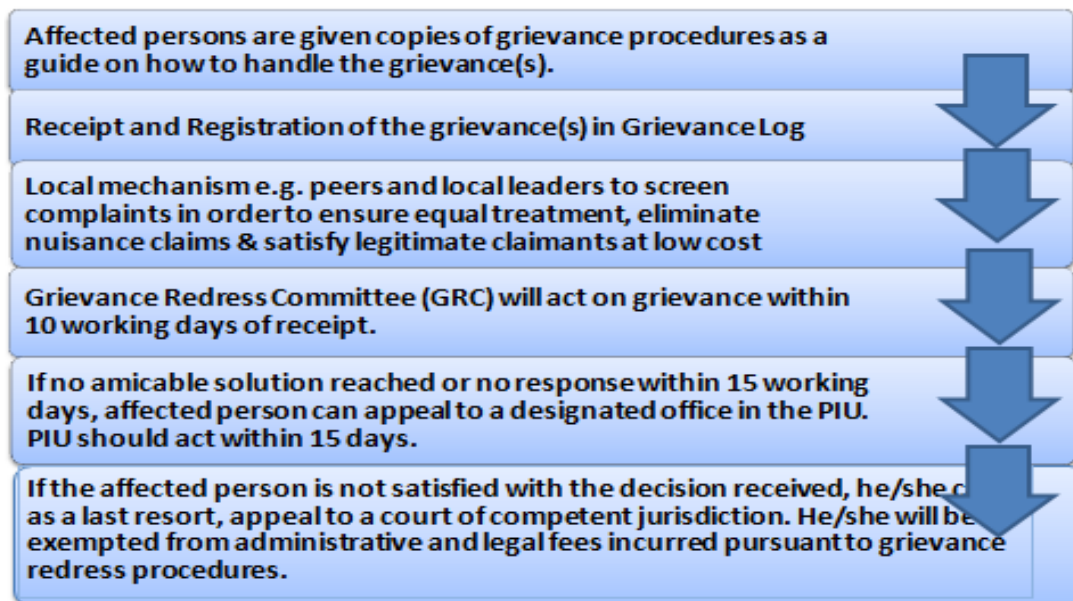 Affected persons are given copies of grievance procedures as a
guide on how to handle the grievance(s).
Receipt and Registration of the grievance(s) in Grievance Log
Local mechanism e.g. peers and local leaders to screen
complaints in order to ensure equal treatment, eliminate
nuisance claims & satisfy legitimate claimants at low cost
Grievance Redress Committee (GRC) will act on grievance within
10 working days of receipt.
If no amicable solution reached or no response within 15 working
days, affected person can appeal to a designated office in the PIU.
PIU should act within 15 days.
If the affected person is not satisfied with the decision received, he/she
as a last resort, appeal to a court of competent jurisdiction. He/she will be
exempted from administrative and legal fees incurred pursuant to grievance
redress procedures.